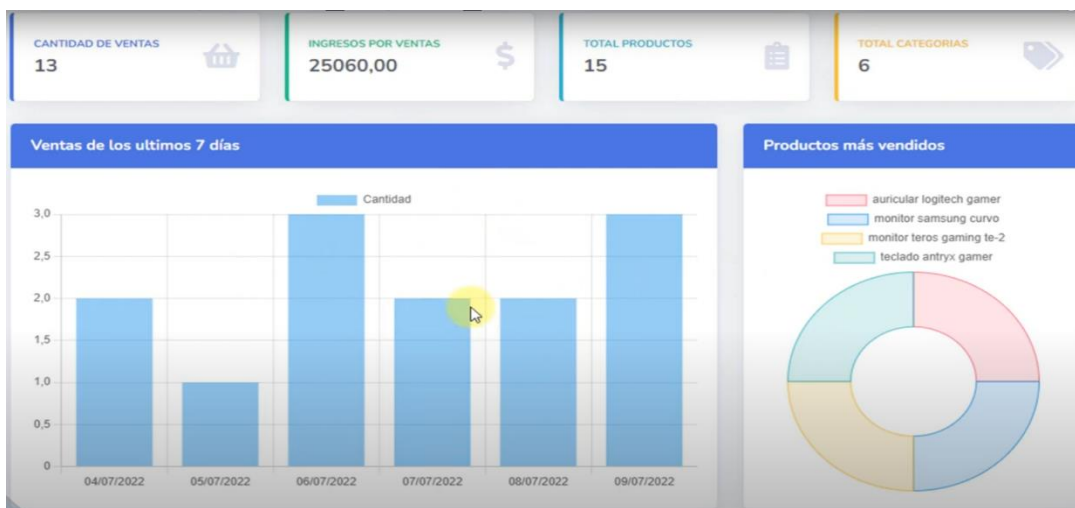 CANTIDAD DE VENTAS
13
INGRESOS POR VENTAS
25060,00
$
TOTAL PRODUCTOS
15
TOTAL CATEGORIAS
6
Ventas de los ultimos 7 días
Cantidad
3,0
2,5
2,0
1,5
1,0
0,5
0
04/07/2022 05/07/2022 06/07/2022 07/07/2022 08/07/2022 09/07/2022
Productos más vendidos
auricular logitech gamer
monitor samsung curvo
monitor teros gaming te-2
teclado antryx gamer